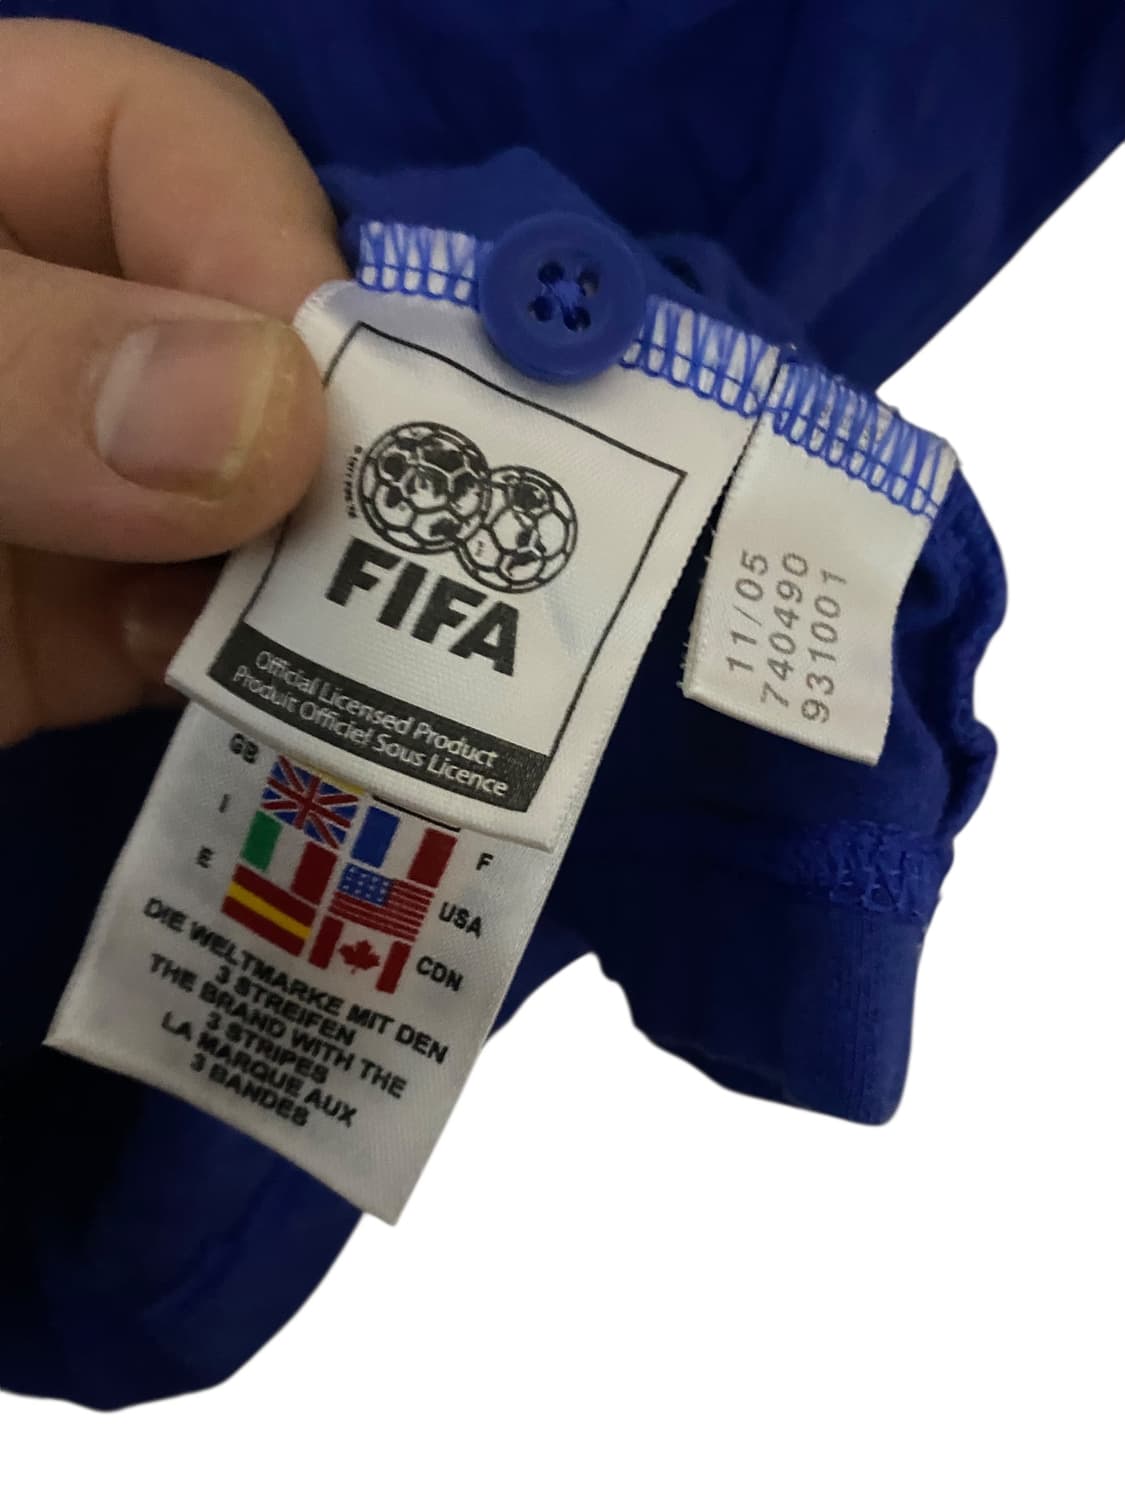 FIFA
Official Licensed Product
Produit Officiel Sous Licence
GB
I
F
E
USA
CDN
DIE WELTMARKE MIT DEN
3 STREIFEN
THE BRAND WITH THE
3 STRIPES
LA MARQUE AUX
3 BANDES
11/05
740490
931001